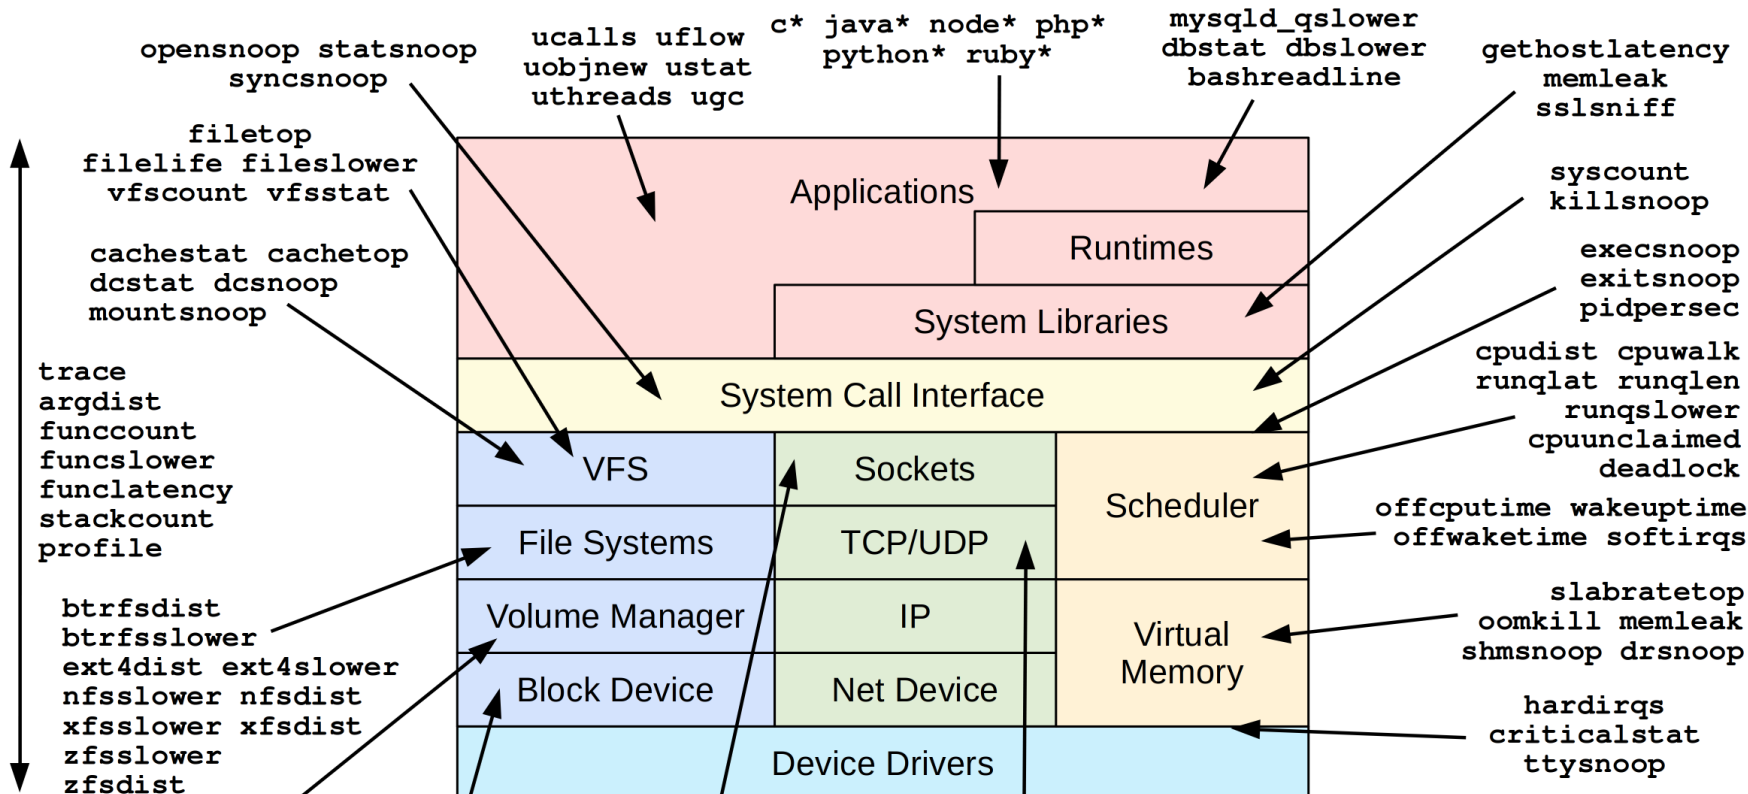 opensnoop statsnoop
syncsnoop
filetop
filelife fileslower
vfscount vfsstat
cachestat cachetop
dcstat dcsnoop
mountsnoop
trace
argdist
funccount
funcslower
funclatency
stackcount
profile
btrfsdist
btrfsslower
ext4dist ext4slower
nfsslower nfsdist
xfsslower xfsdist
zfsslower
zfsdist
ucalls uflow
uobjnew ustat
uthreads ugc
c* java* node* php*
python* ruby*
mysqld_qslower
dbstat dbslower
bashreadline
Applications
Runtimes
System Libraries
System Call Interface
VFS
Sockets
Scheduler
File Systems
TCP/UDP
Volume Manager
IP
Virtual
Memory
Block Device
Net Device
Device Drivers
gethostlatency
memleak
sslsniff
syscount
killsnoop
execsnoop
exitsnoop
pidpersec
cpudist cpuwalk
runqlat runqlen
runqslower
cpuunclaimed
deadlock
offcputime wakeuptime
offwaketime softirqs
slabratetop
oomkill memleak
shmsnoop drsnoop
hardirqs
criticalstat
ttysnoop